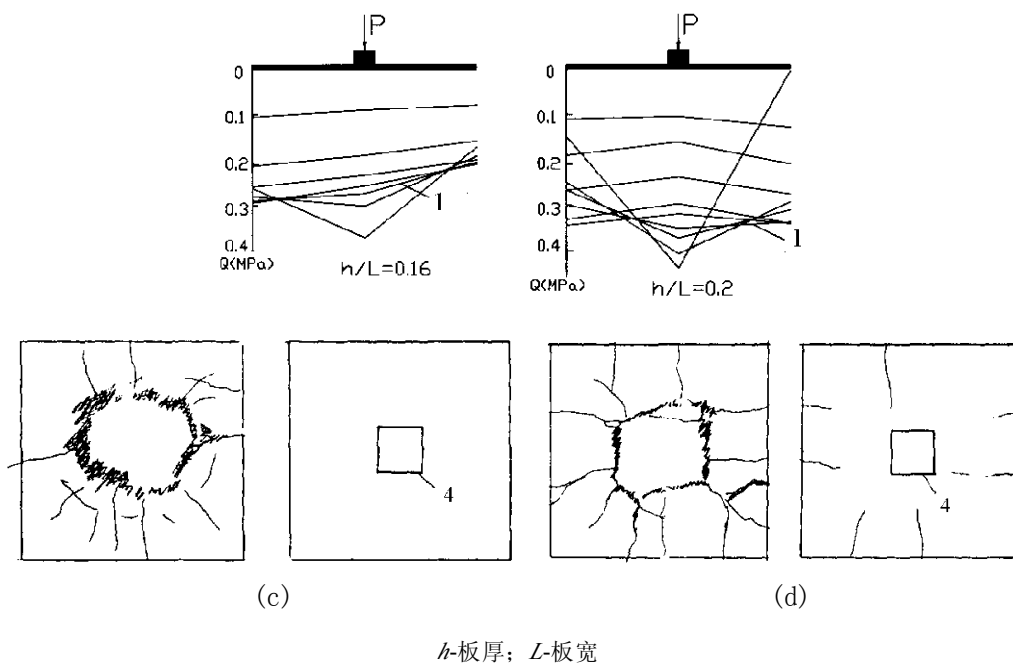 P
P
0
0.1
0.2
0.3
0.4
Q(MPa)
1
h/L=0.16
0
0.1
0.2
0.3
0.4
Q(MPa)
1
h/L=0.2
4
4
(c)
(d)
h-板厚；L-板宽